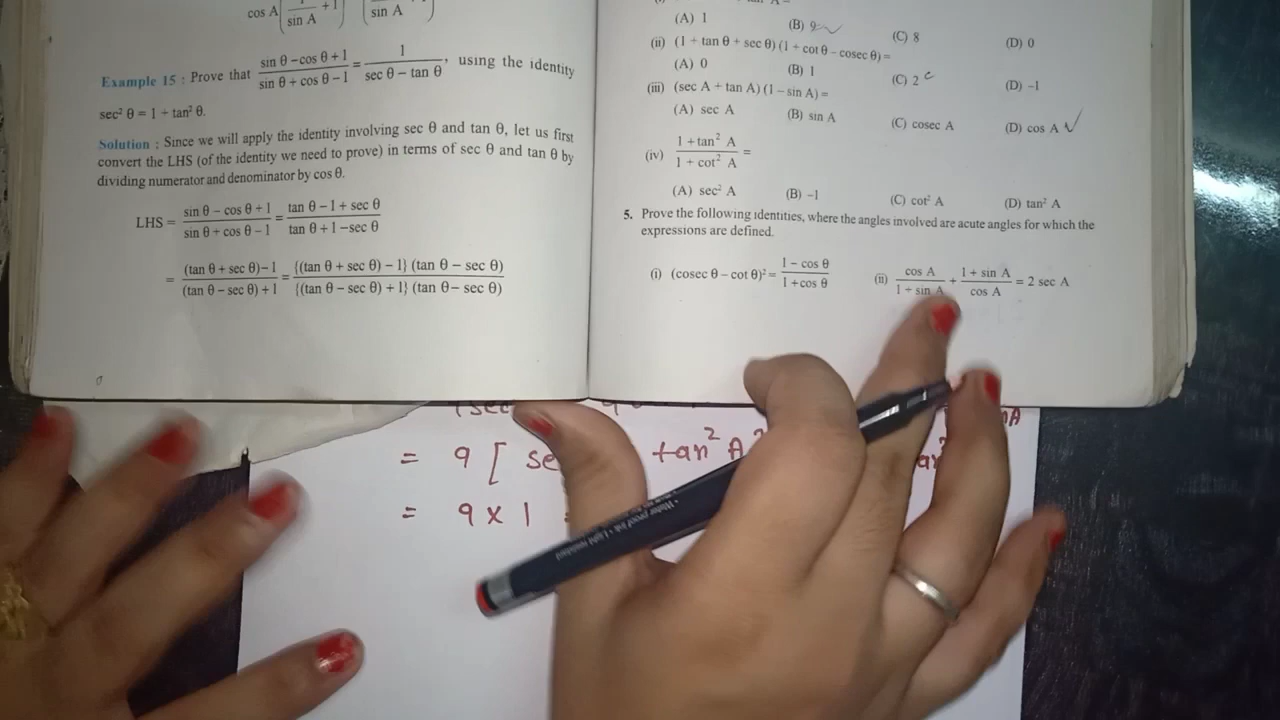 cos A ( +1 ) ( )
sin A sin A
Example 15 : Prove that (sin θ – cos θ + 1)/(sin θ + cos θ – 1) = 1/(sec θ – tan θ), using the identity
sec² θ = 1 + tan² θ.
Solution : Since we will apply the identity involving sec θ and tan θ, let us first
convert the LHS (of the identity we need to prove) in terms of sec θ and tan θ by
dividing numerator and denominator by cos θ.
LHS = (sin θ – cos θ + 1)/(sin θ + cos θ – 1) = (tan θ – 1 + sec θ)/(tan θ + 1 – sec θ)
= ((tan θ + sec θ) – 1)/((tan θ – sec θ) + 1) = ({(tan θ + sec θ) – 1} (tan θ – sec θ))/({(tan θ – sec θ) + 1} (tan θ – sec θ))
(A) 1 (B) 9 (C) 8 (D) 0
(ii) (1 + tan θ + sec θ) (1 + cot θ – cosec θ) =
(A) 0 (B) 1 (C) 2 (D) –1
(iii) (sec A + tan A) (1 – sin A) =
(A) sec A (B) sin A (C) cosec A (D) cos A
(iv) (1 + tan² A)/(1 + cot² A) =
(A) sec² A (B) –1 (C) cot² A (D) tan² A
5. Prove the following identities, where the angles involved are acute angles for which the
expressions are defined.
(i) (cosec θ – cot θ)² = (1 – cos θ)/(1 + cos θ) (ii) cos A/(1 + sin A) + (1 + sin A)/cos A = 2 sec A
= 9 [ tan² A
= 9 × 1
Water proof ink